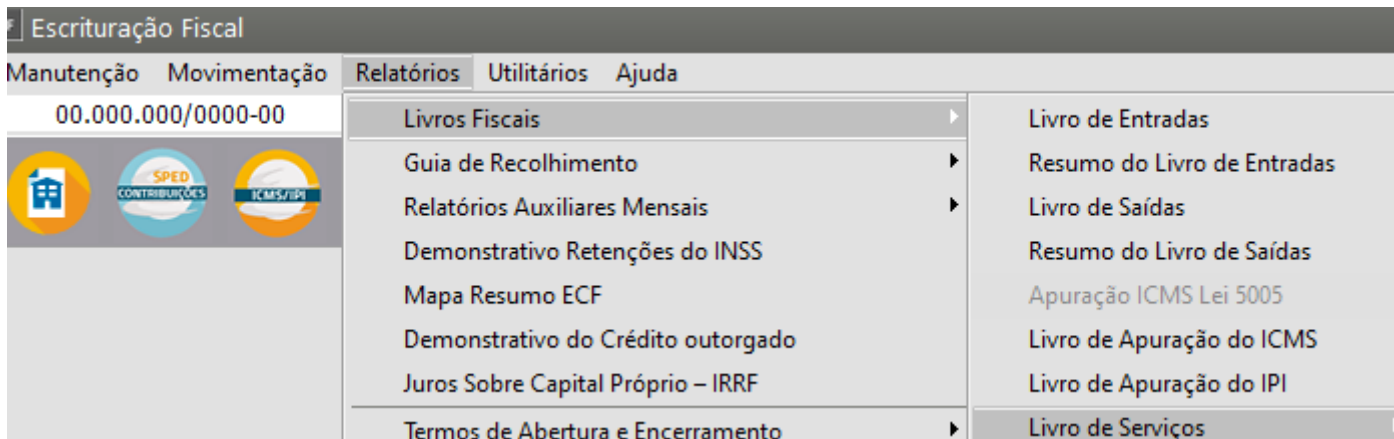 Escrituração Fiscal
Manutenção Movimentação Relatórios Utilitários Ajuda
00.000.000/0000-00
SPED
CONTRIBUIÇÕES
ICMS/IPI
Livros Fiscais
Guia de Recolhimento
Relatórios Auxiliares Mensais
Demonstrativo Retenções do INSS
Mapa Resumo ECF
Demonstrativo do Crédito outorgado
Juros Sobre Capital Próprio – IRRF
Termos de Abertura e Encerramento
Livro de Entradas
Resumo do Livro de Entradas
Livro de Saídas
Resumo do Livro de Saídas
Apuração ICMS Lei 5005
Livro de Apuração do ICMS
Livro de Apuração do IPI
Livro de Serviços